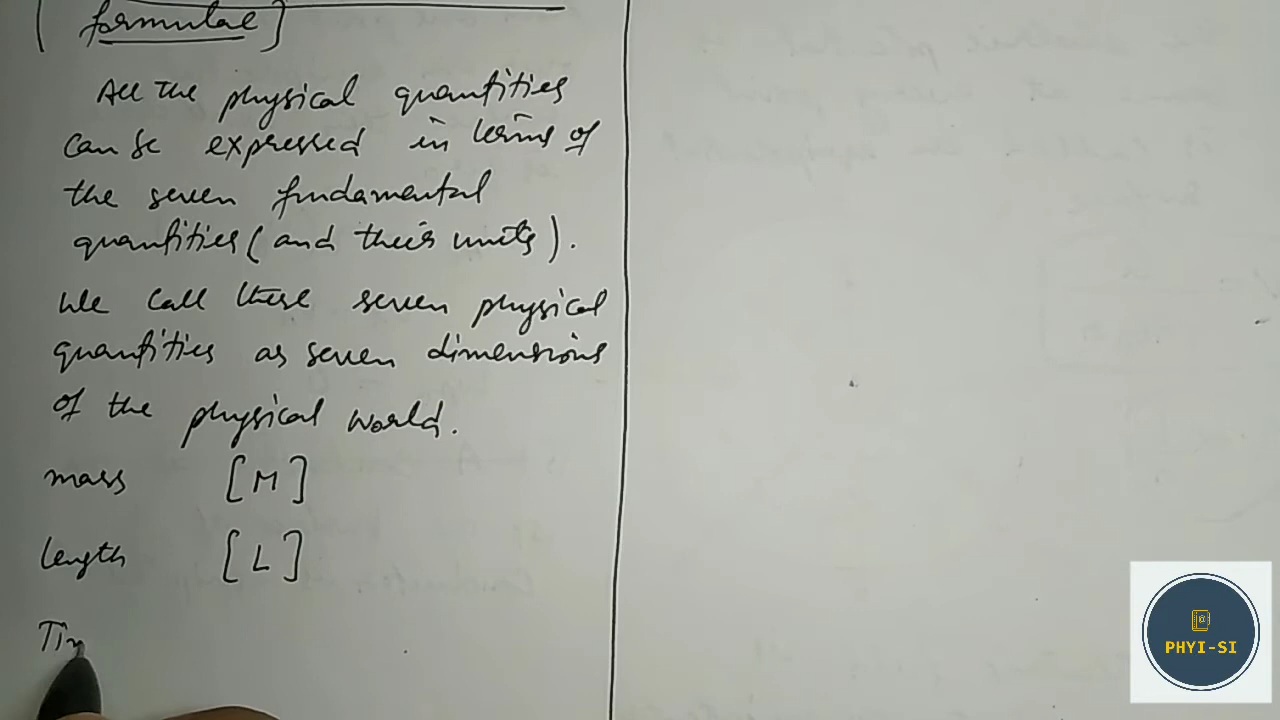 [ formulae ]
All the physical quantities
can be expressed in terms of
the seven fundamental
quantities (and their units).
We call these seven physical
quantities as seven dimensions
of the physical world.
mass [M]
length [L]
Tim
PHYI-SI